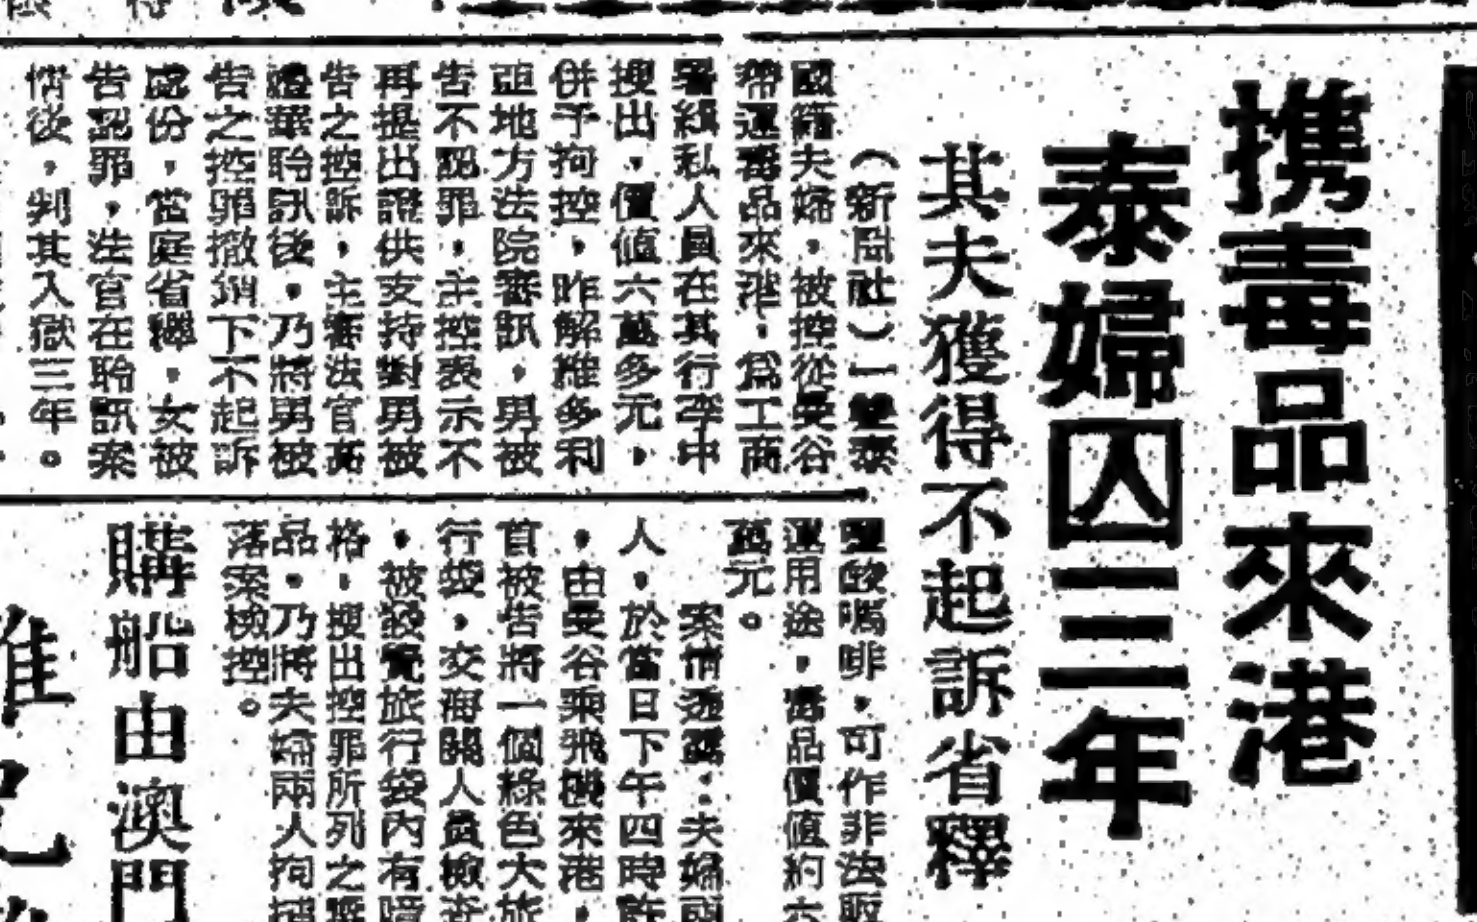 携毒品來港
泰婦囚三年
其夫獲得不起訴省釋
（新聞社）一雙泰
國籍夫婦，被控從曼谷
帶運毒品來港，爲工商
署緝私人員在其行李中
搜出，價值六萬多元，
併予拘控，昨解維多利
亞地方法院審訊，男被
告不認罪，主控表示不
再提出證供支持對男被
告之控訴，主審法官
聆訊後，乃將男被
告之控罪撤銷下不起訴
處份，當庭省釋。女被
告認罪，法官在聆訊案
情後，判其入獄三年。
啡，可作非法
運用途，毒品價值約六
萬元。
案情透露：夫婦兩
人，於當日下午四時許
，由曼谷乘飛機來港，
首被告將一個綠色大旅
行袋，交海關人員檢查
，被發覺旅行袋內有
格，搜出控罪所列之
品，乃將夫婦兩人拘捕
落案檢控。
購船由澳門